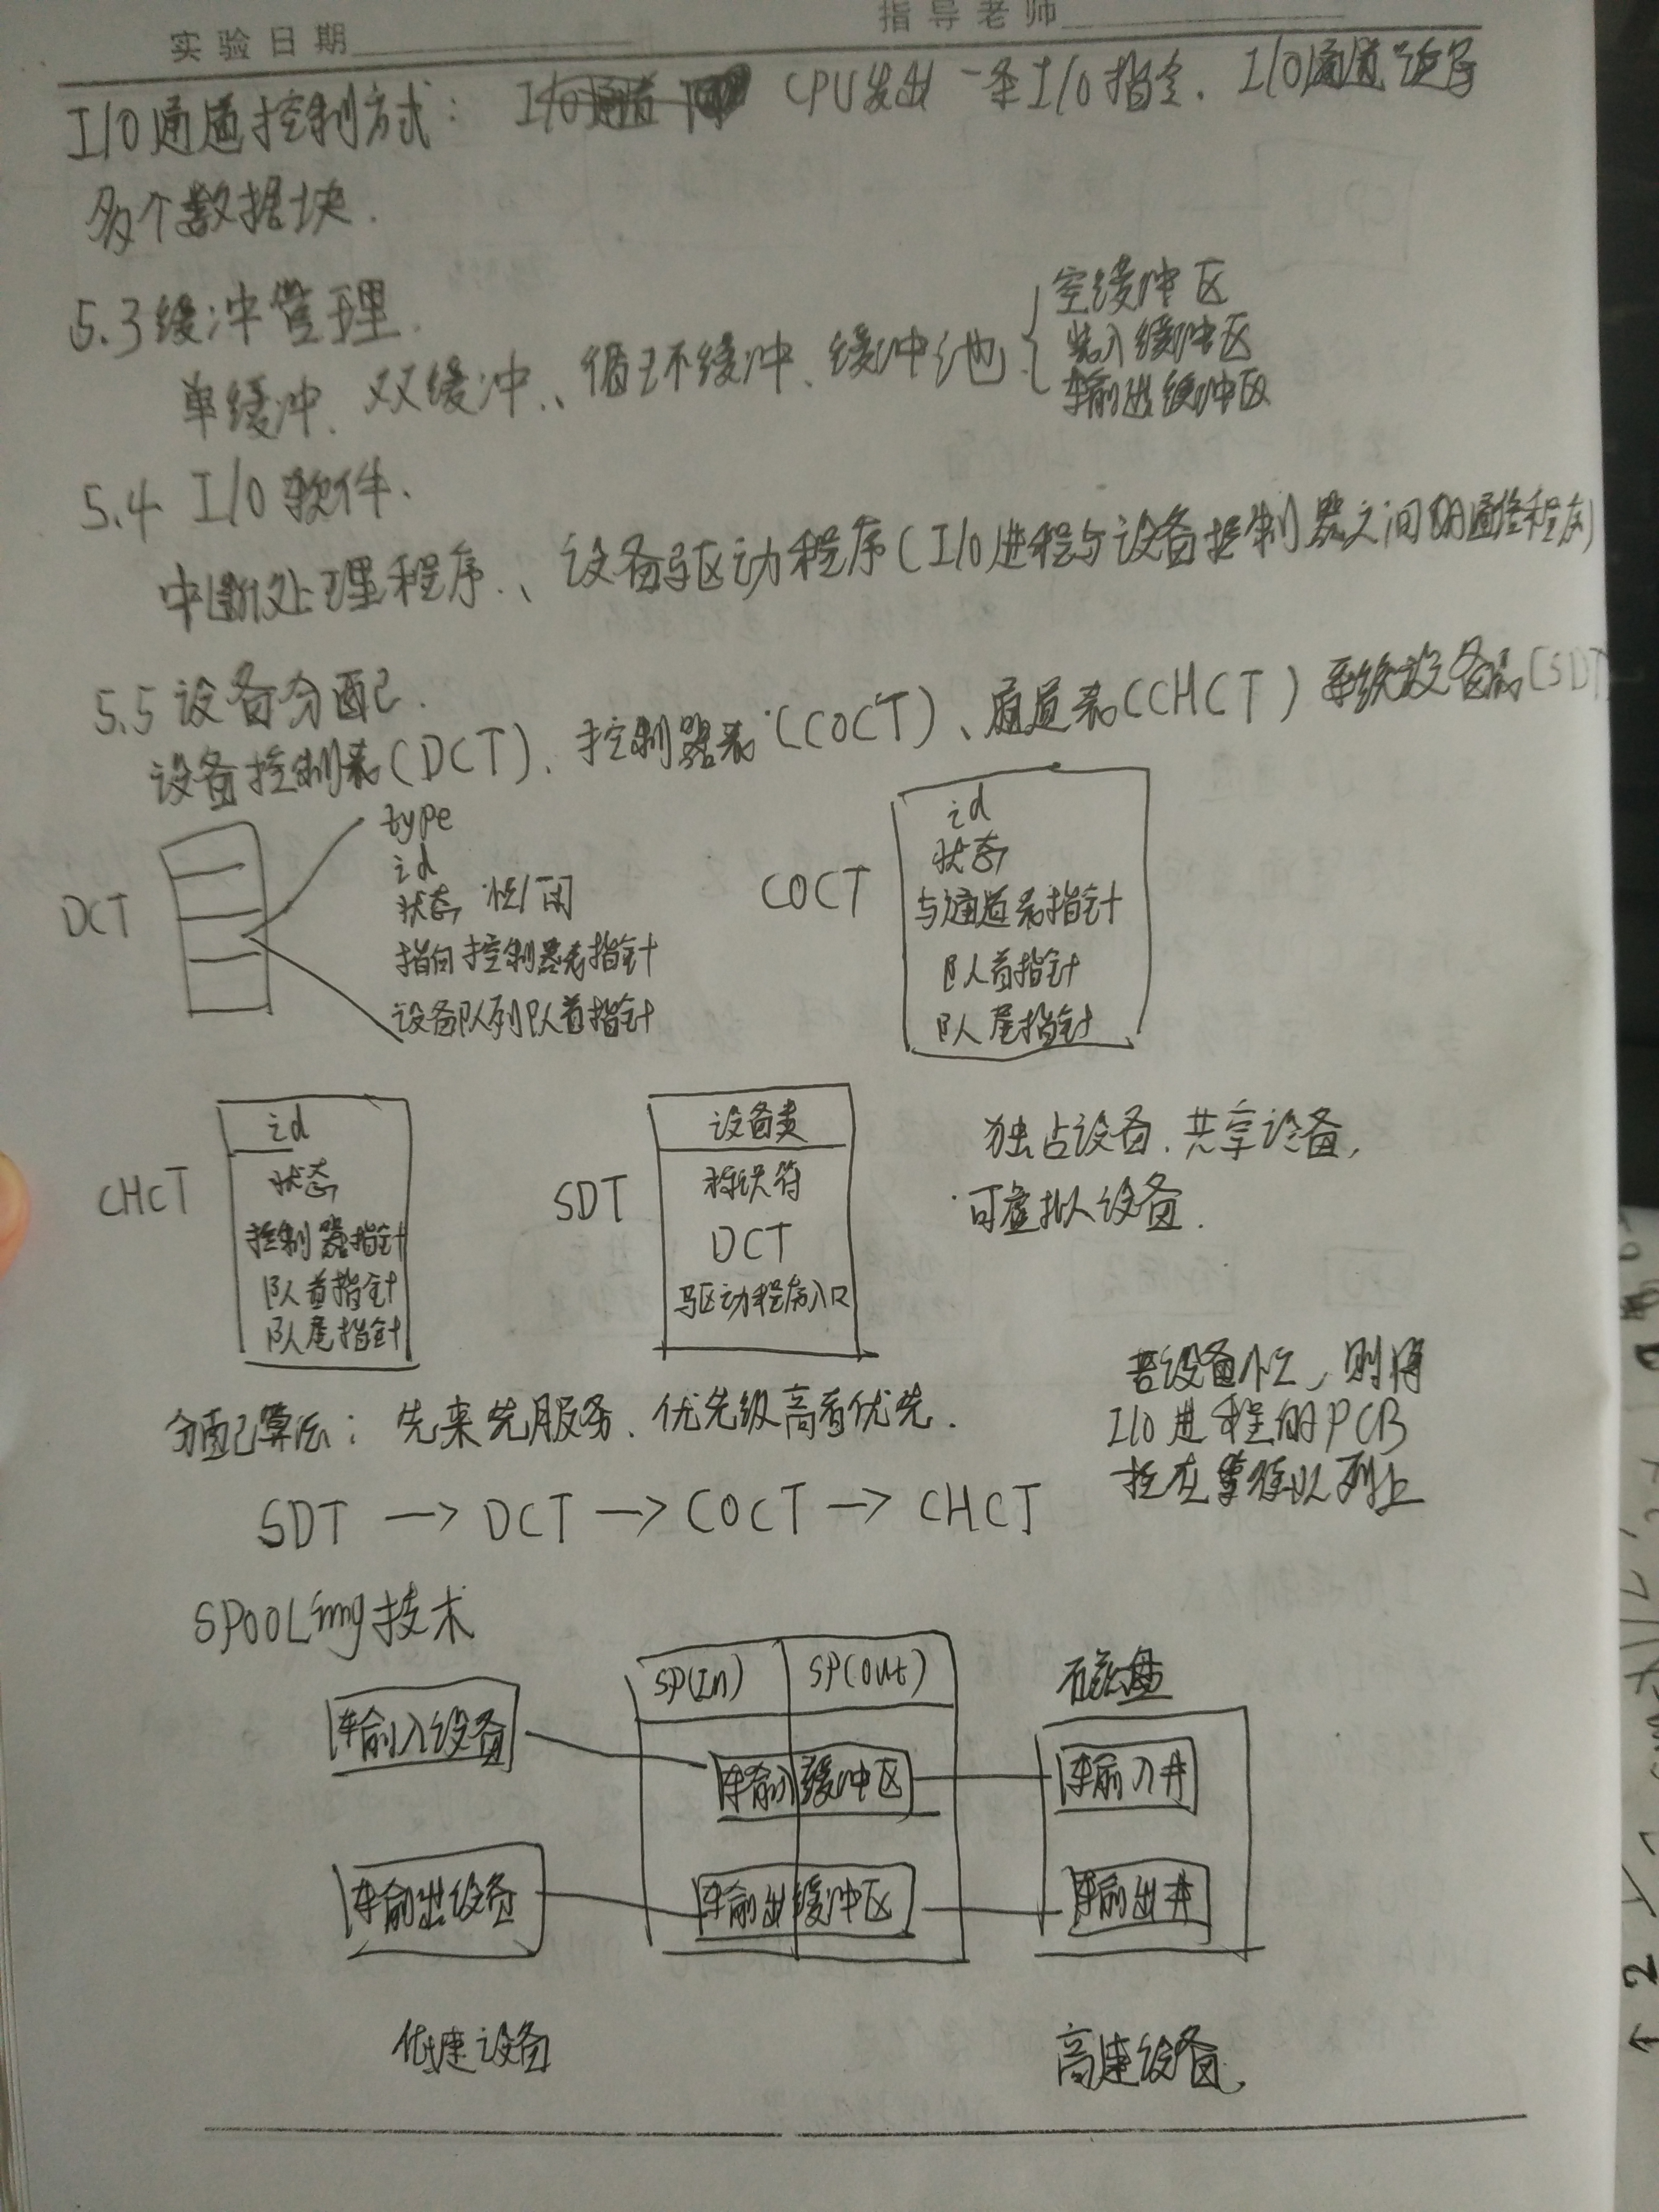 实验日期
指导老师
I/O通道控制方式: I/O通道 CPU发出一条I/O指令. I/O通道读写
多个数据块.
5.3 缓冲管理.
单缓冲、双缓冲、循环缓冲、缓冲池
空缓冲区
装入缓冲区
输出缓冲区
5.4 I/O 软件.
中断处理程序、设备驱动程序(I/O进程与设备控制器之间的通信程序)
5.5 设备分配.
设备控制表(DCT)、控制器表(COCT)、通道表(CHCT) 系统设备表(SDT
DCT
type
id
状态 忙/闲
指向控制器表指针
设备队列队首指针
COCT
id
状态
与通道表指针
队首指针
队尾指针
CHCT
id
状态
控制器指针
队首指针
队尾指针
SDT
设备类
标识符
DCT
驱动程序入口
独占设备、共享设备,
可虚拟设备.
分配算法: 先来先服务、优先级高者优先.
若设备忙, 则将
I/O进程的PCB
挂在等待队列上
SDT → DCT → COCT → CHCT
SPOOLing技术
SP(In) SP(Out) 磁盘
输入设备 输入缓冲区 输入井
输出设备 输出缓冲区 输出井
低速设备 高速设备.